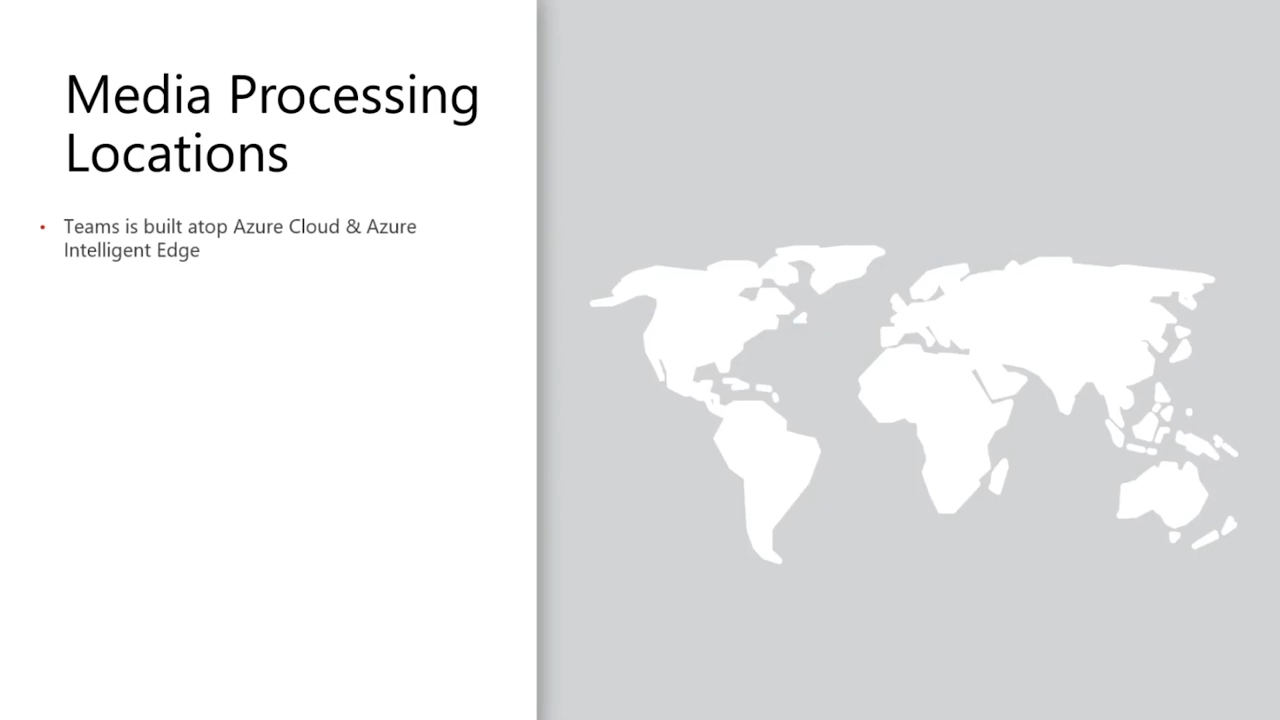 Media Processing
Locations
• Teams is built atop Azure Cloud & Azure
Intelligent Edge